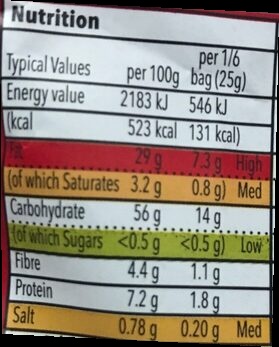 Nutrition
per 1/6
Typical Values per 100g bag (25g)
Energy value 2183 kJ 546 kJ
(kcal 523 kcal 131 kcal)
Fat 29 g 7.3 g High
(of which Saturates 3.2 g 0.8 g) Med
Carbohydrate 56 g 14 g
(of which Sugars <0.5 g <0.5 g) Low
Fibre 4.4 g 1.1 g
Protein 7.2 g 1.8 g
Salt 0.78 g 0.20 g Med